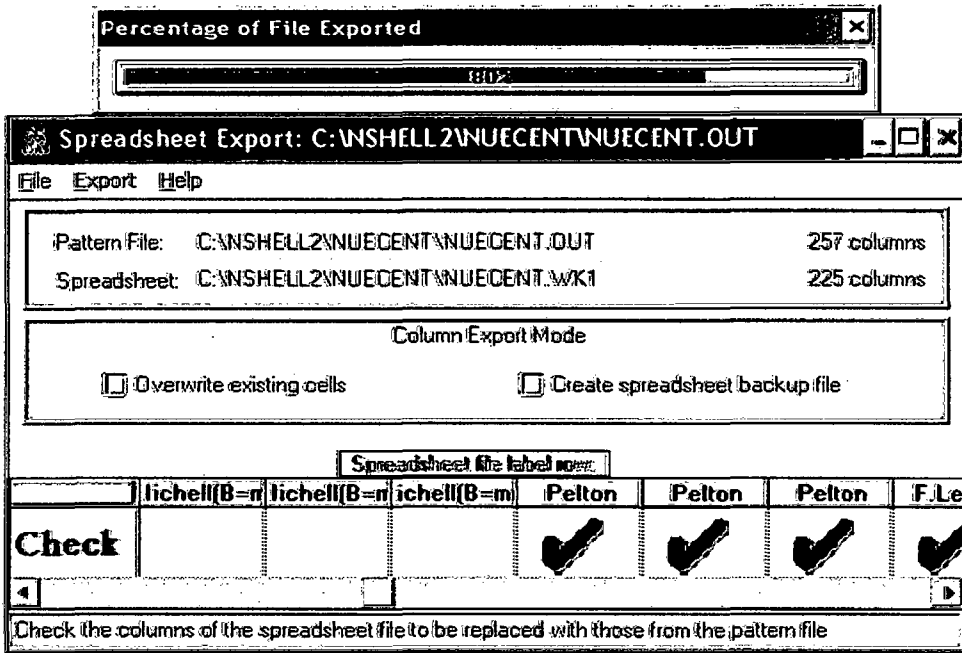 Percentage of File Exported
80%
Spreadsheet Export: C:\NSHELL2\NUECENT\NUECENT.OUT
File Export Help
Pattern File: C:\NSHELL2\NUECENT\NUECENT.OUT 257 columns
Spreadsheet: C:\NSHELL2\NUECENT\NUECENT.WK1 225 columns
Column Export Mode
Overwrite existing cells Create spreadsheet backup file
Spreadsheet file label row:
lichell(B=m lichell(B=m ichell(B=m) Pelton Pelton Pelton F.Le
Check
Check the columns of the spreadsheet file to be replaced with those from the pattern file